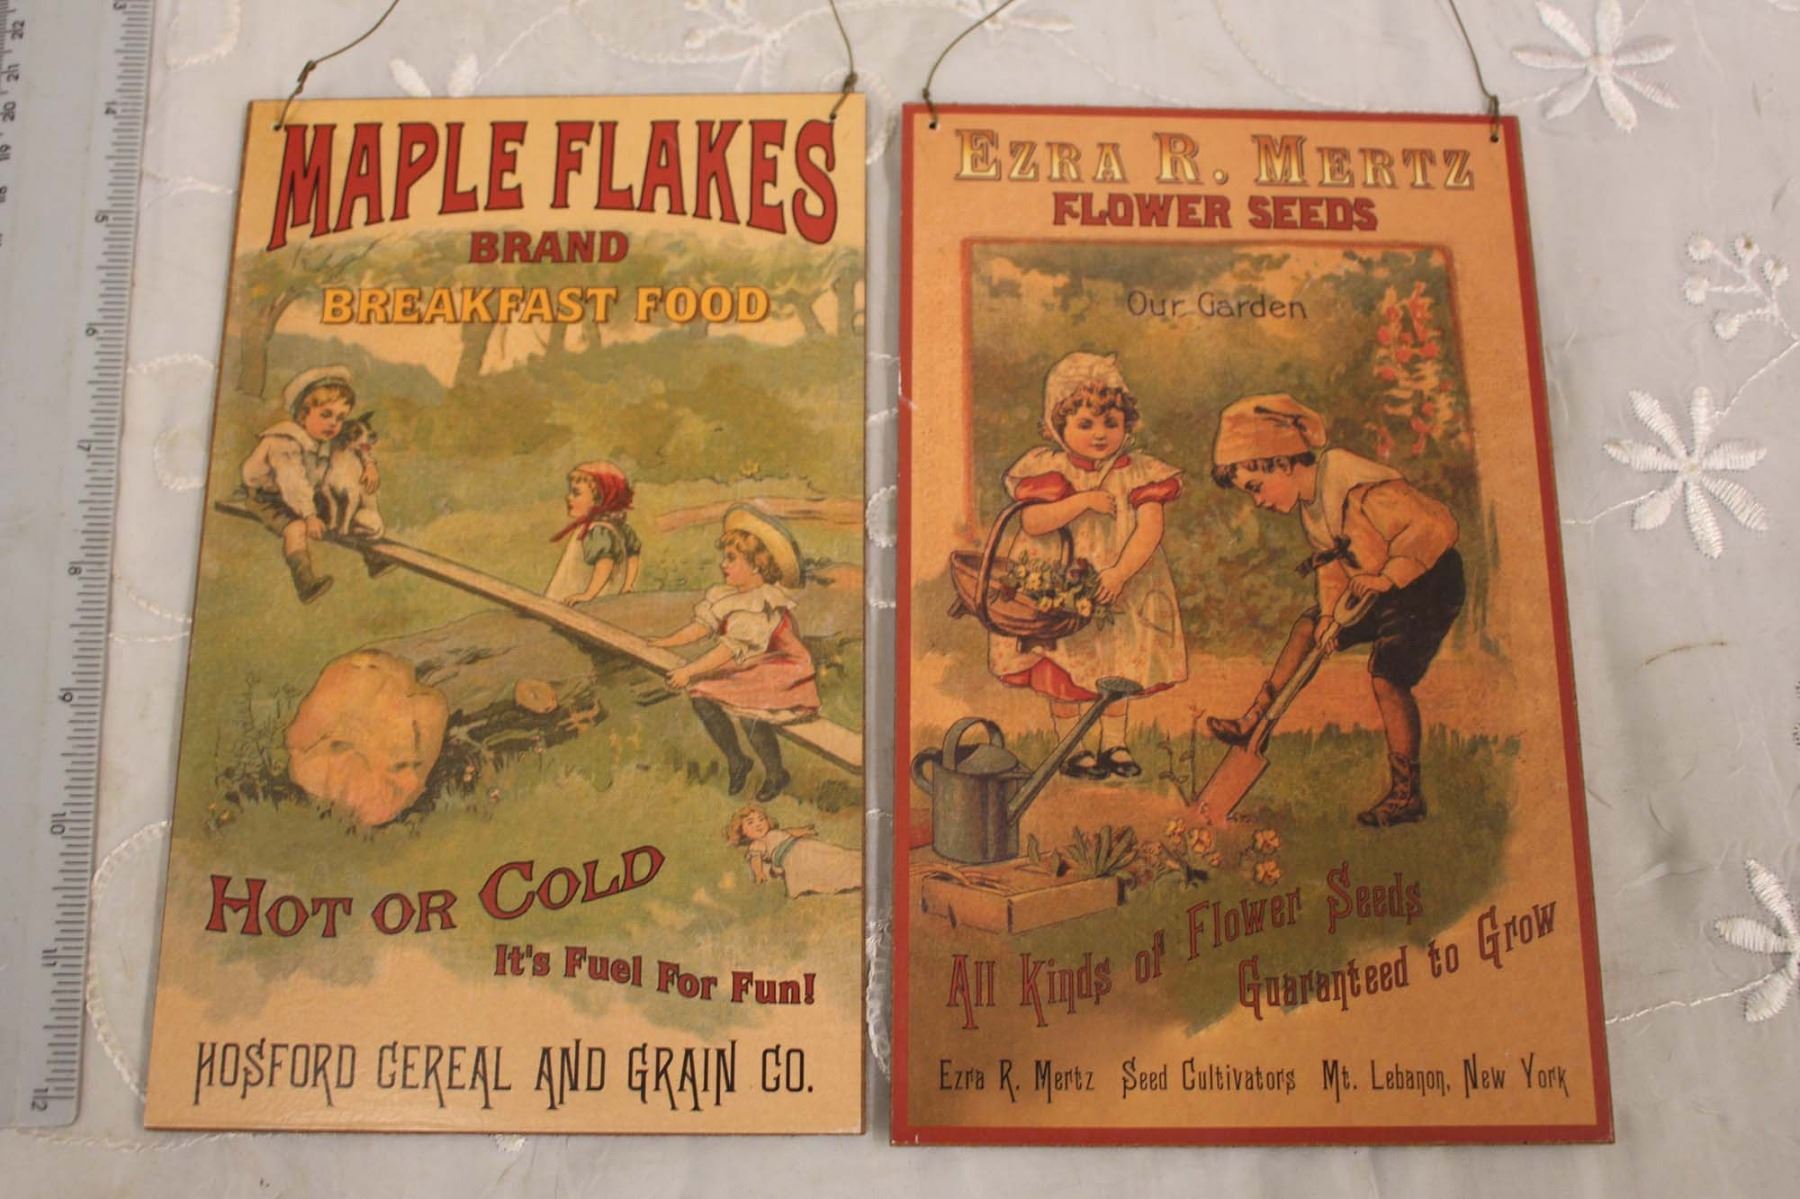 MAPLE FLAKES
BRAND
BREAKFAST FOOD
HOT OR COLD
It's Fuel For Fun!
HOSFORD CEREAL AND GRAIN CO.
EZRA R. MERTZ
FLOWER SEEDS
Our Garden
All Kinds of Flower Seeds
Guaranteed to Grow
Ezra R. Mertz Seed Cultivators Mt. Lebanon, New York